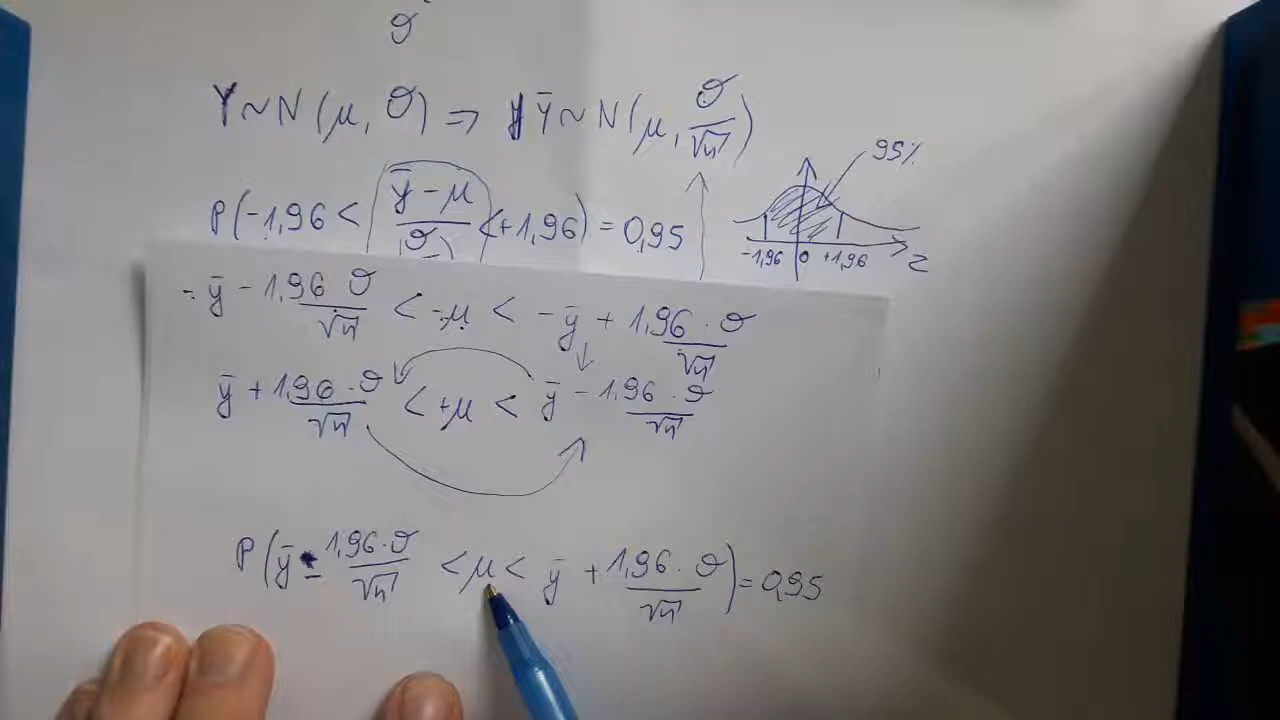 σ
Y ~ N(μ, σ) ⇒ Ȳ ~ N(μ, σ/√n)
95%
P(-1,96 < (ȳ - μ)/σ < +1,96) = 0,95
-1,96 0 +1,96 z
-ȳ - 1,96 σ/√n < -μ < -ȳ + 1,96 · σ/√n
ȳ + 1,96 · σ/√n < +μ < ȳ - 1,96 · σ/√n
P(ȳ - 1,96 · σ/√n < μ < ȳ + 1,96 · σ/√n) = 0,95